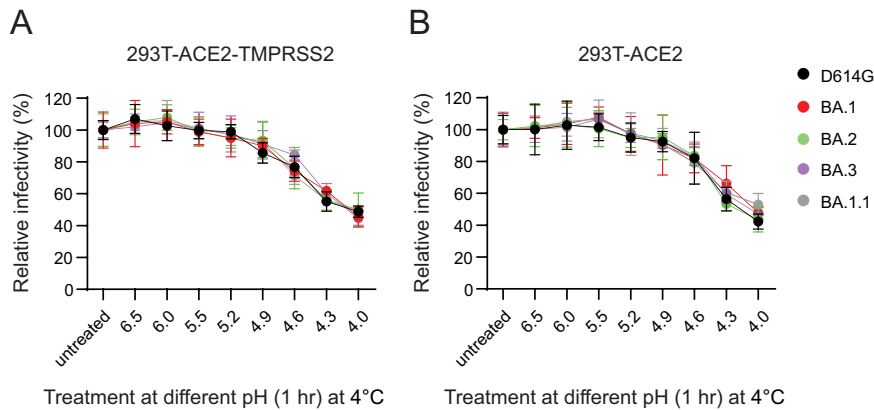 A
293T-ACE2-TMPRSS2
Relative infectivity (%)
120
100
80
60
40
20
0
untreated
6.5
6.0
5.5
5.2
4.9
4.6
4.3
4.0
Treatment at different pH (1 hr) at 4°C
B
293T-ACE2
Relative infectivity (%)
120
100
80
60
40
20
0
untreated
6.5
6.0
5.5
5.2
4.9
4.6
4.3
4.0
Treatment at different pH (1 hr) at 4°C
D614G
BA.1
BA.2
BA.3
BA.1.1